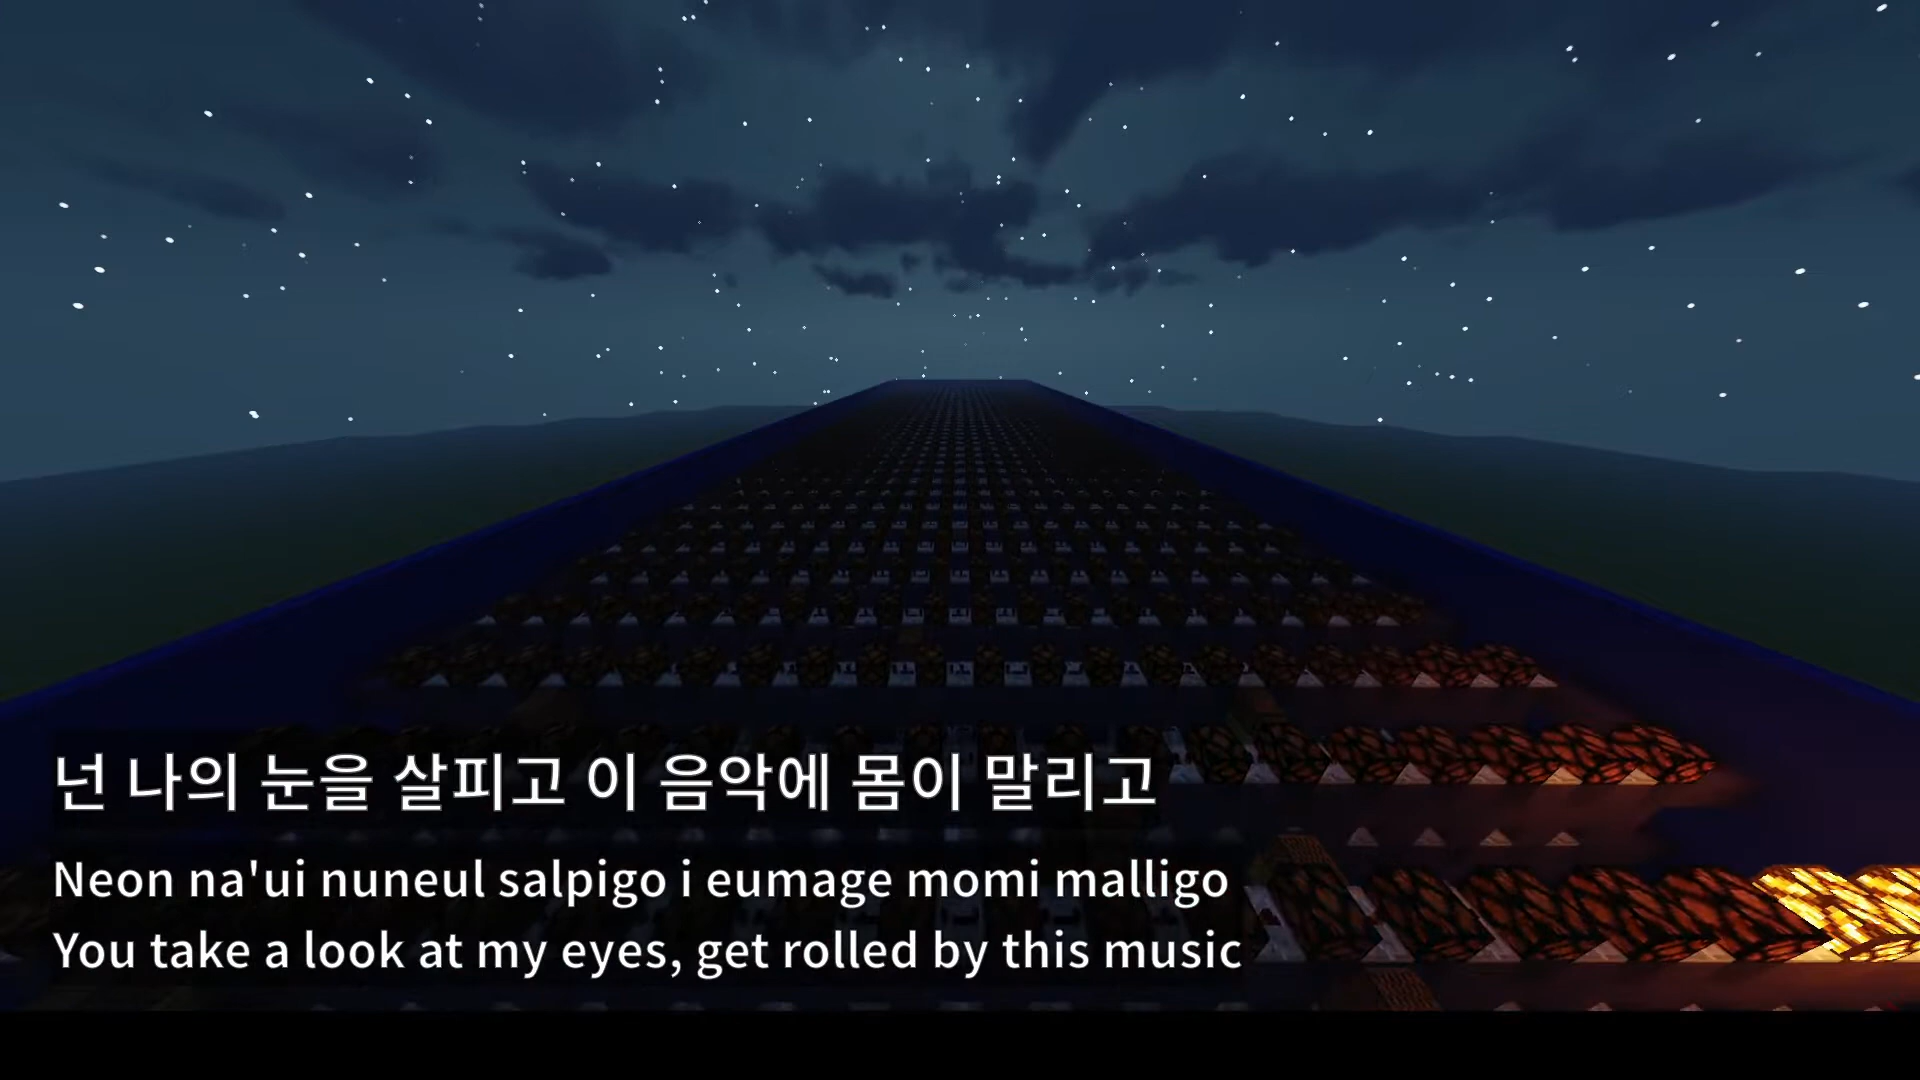 넌 나의 눈을 살피고 이 음악에 몸이 말리고
Neon na'ui nuneul salpigo i eumage momi malligo
You take a look at my eyes, get rolled by this music